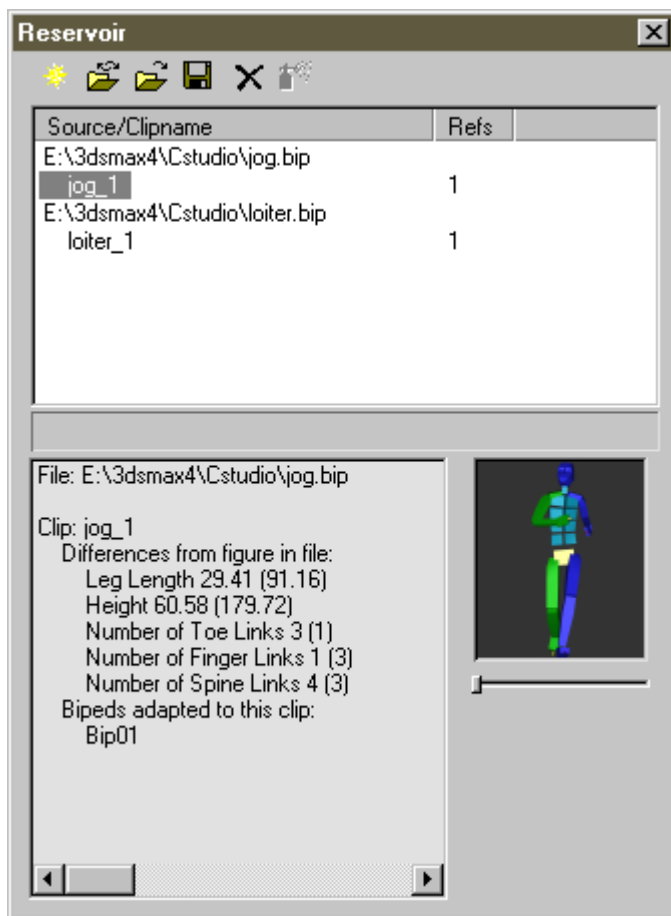 Reservoir
Source/Clipname Refs
E:\3dsmax4\Cstudio\jog.bip
jog_1 1
E:\3dsmax4\Cstudio\loiter.bip
loiter_1 1
File: E:\3dsmax4\Cstudio\jog.bip
Clip: jog_1
Differences from figure in file:
Leg Length 29.41 (91.16)
Height 60.58 (179.72)
Number of Toe Links 3 (1)
Number of Finger Links 1 (3)
Number of Spine Links 4 (3)
Bipeds adapted to this clip:
Bip01